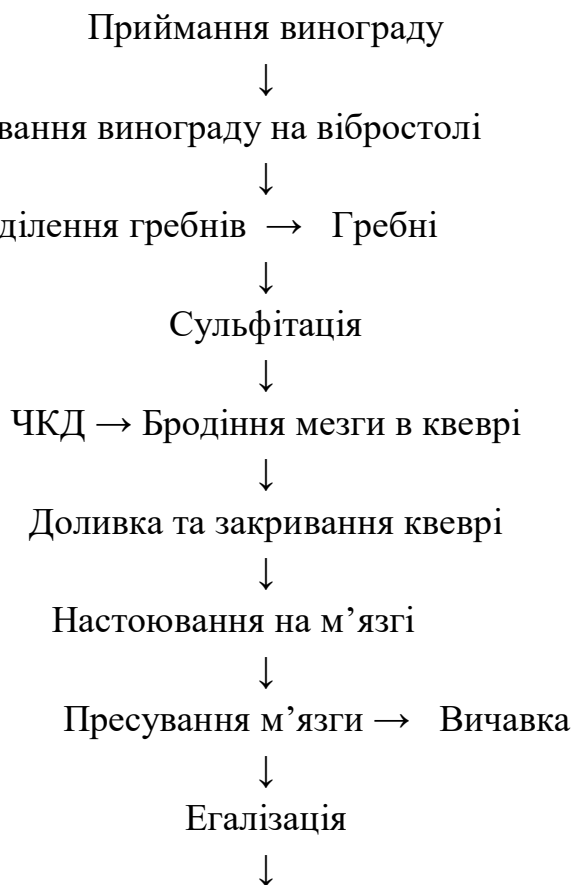 Приймання винограду
↓
вання винограду на вібростолі
↓
ділення гребнів → Гребні
↓
Сульфітація
↓
ЧКД → Бродіння мезги в квеврі
↓
Доливка та закривання квеврі
↓
Настоювання на м’язгі
↓
Пресування м’язги → Вичавка
↓
Егалізація
↓